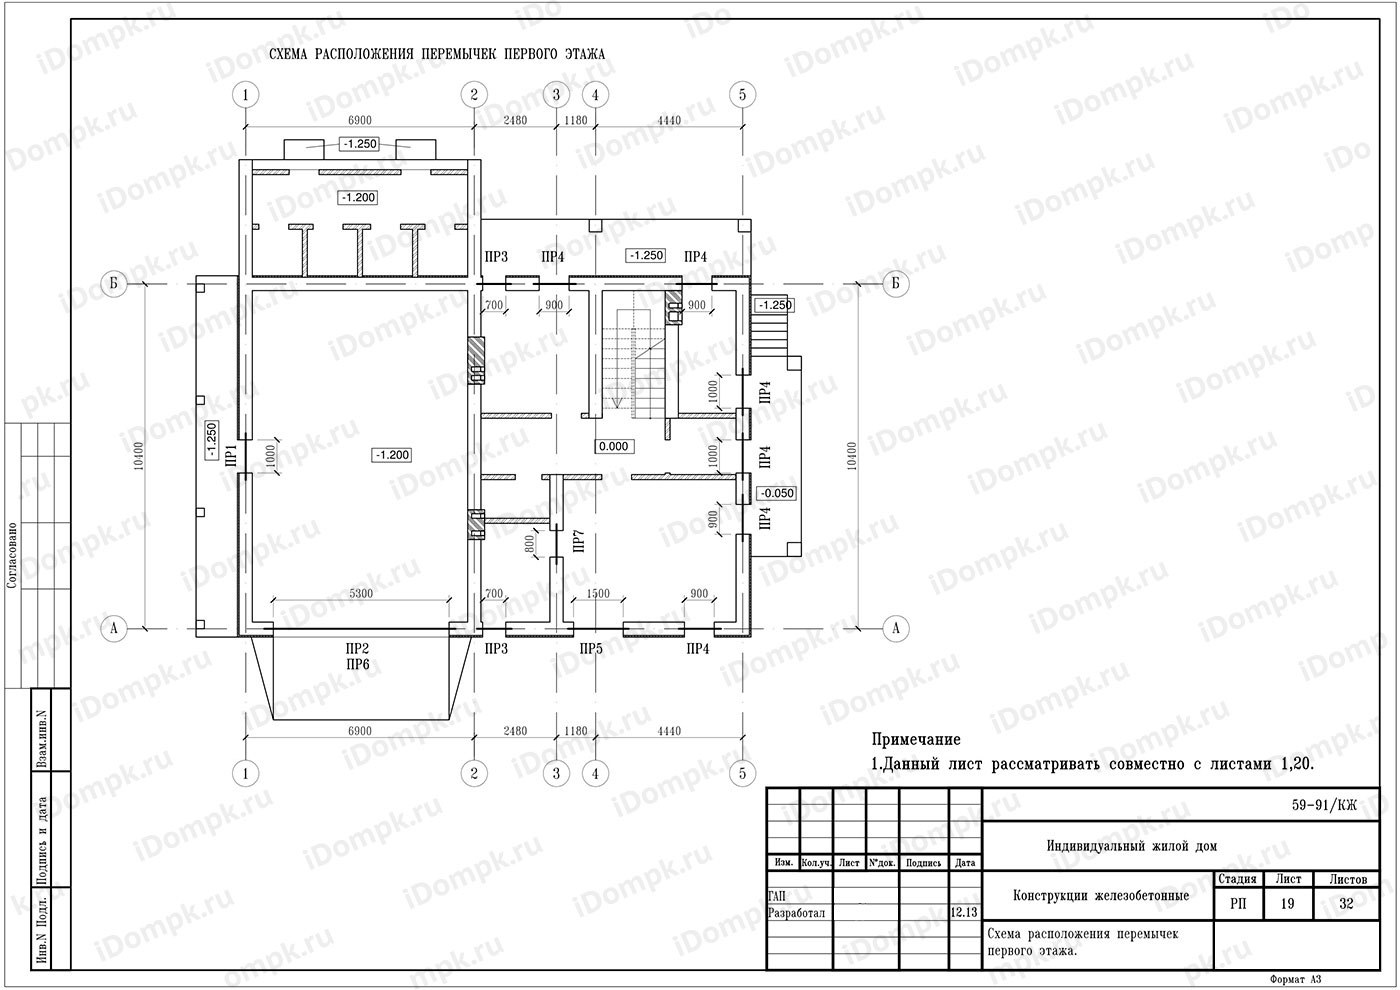 СХЕМА РАСПОЛОЖЕНИЯ ПЕРЕМЫЧЕК ПЕРВОГО ЭТАЖА
1 2 3 4 5
6900 2480 1180 4440
-1.250
-1.200
ПР3 ПР4 -1.250 ПР4
Б Б
700 900 900
-1.250
1000 ПР4
-1.250
ПР1
1000
-1.200
0.000
1000 ПР4
10400 10400
-0.050
900 ПР4
800 ПР7
5300 700 1500 900
А А
ПР2 ПР3 ПР5 ПР4
ПР6
6900 2480 1180 4440
1 2 3 4 5
Согласовано
Взам.инв.N
Подпись и дата
Инв.N Подл.
Примечание
1.Данный лист рассматривать совместно с листами 1,20.
59-91/КЖ
Индивидуальный жилой дом
Изм. Кол.уч. Лист N°док. Подпись Дата
Конструкции железобетонные
Стадия Лист Листов
РП 19 32
ГАП
Разработал 12.13
Схема расположения перемычек
первого этажа.
Формат А3
iDompk.ru